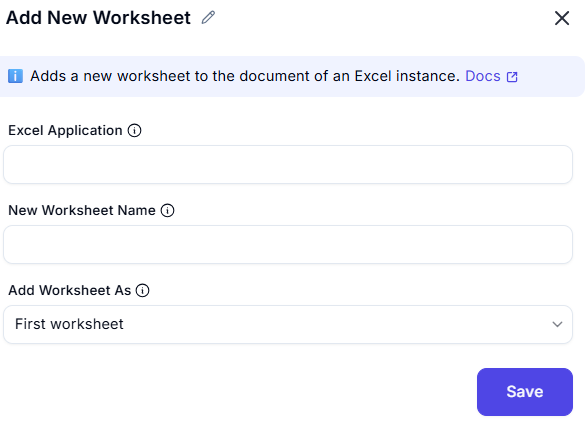 Add New Worksheet
Adds a new worksheet to the document of an Excel instance. Docs
Excel Application
New Worksheet Name
Add Worksheet As
First worksheet
Save